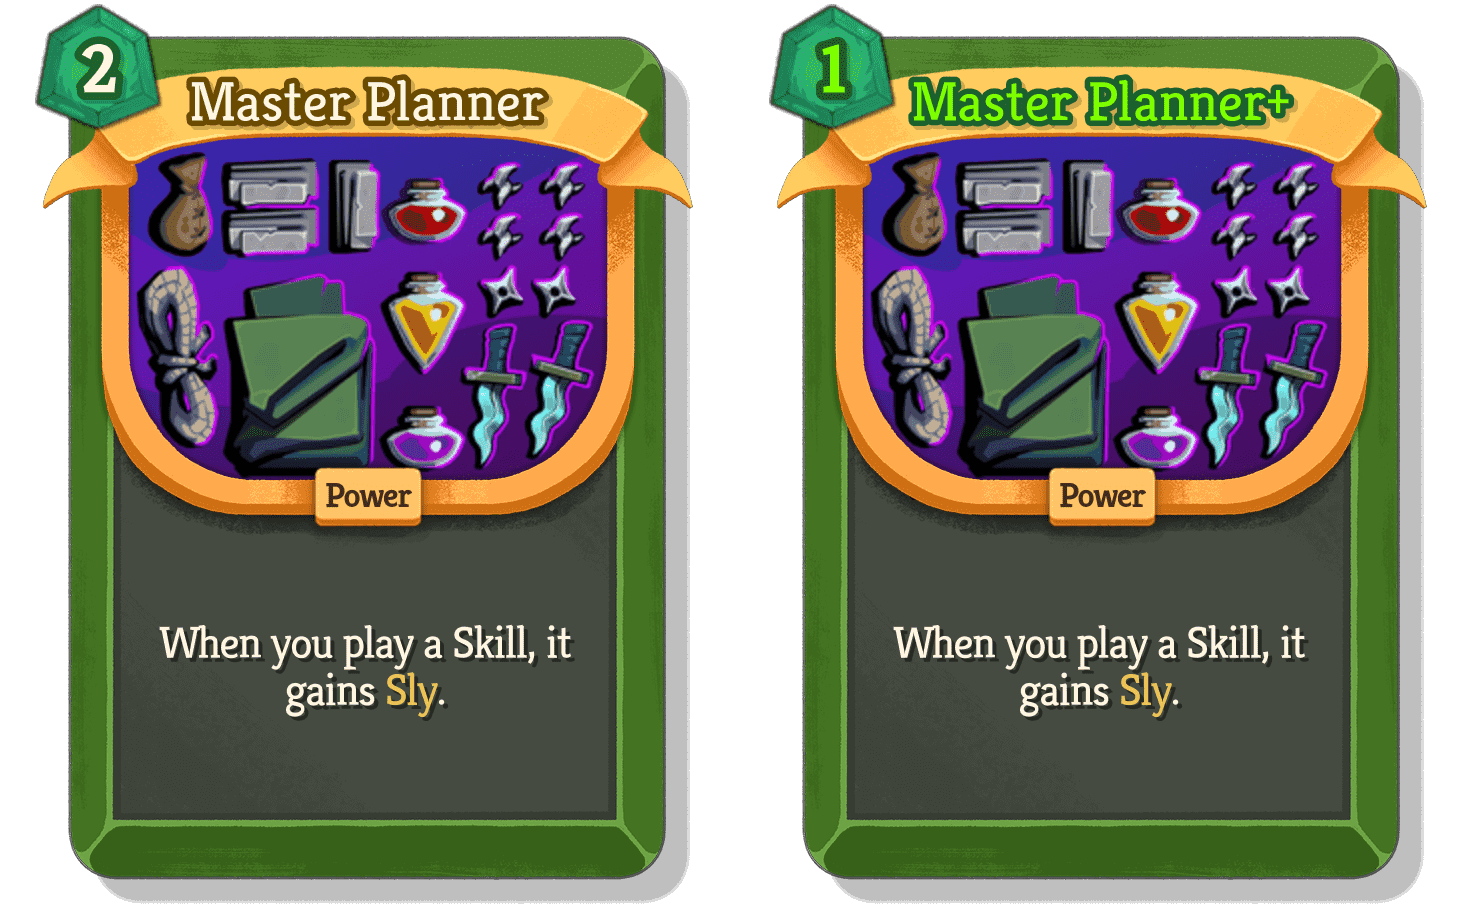 2
Master Planner
Power
When you play a Skill, it
gains Sly.
1
Master Planner+
Power
When you play a Skill, it
gains Sly.